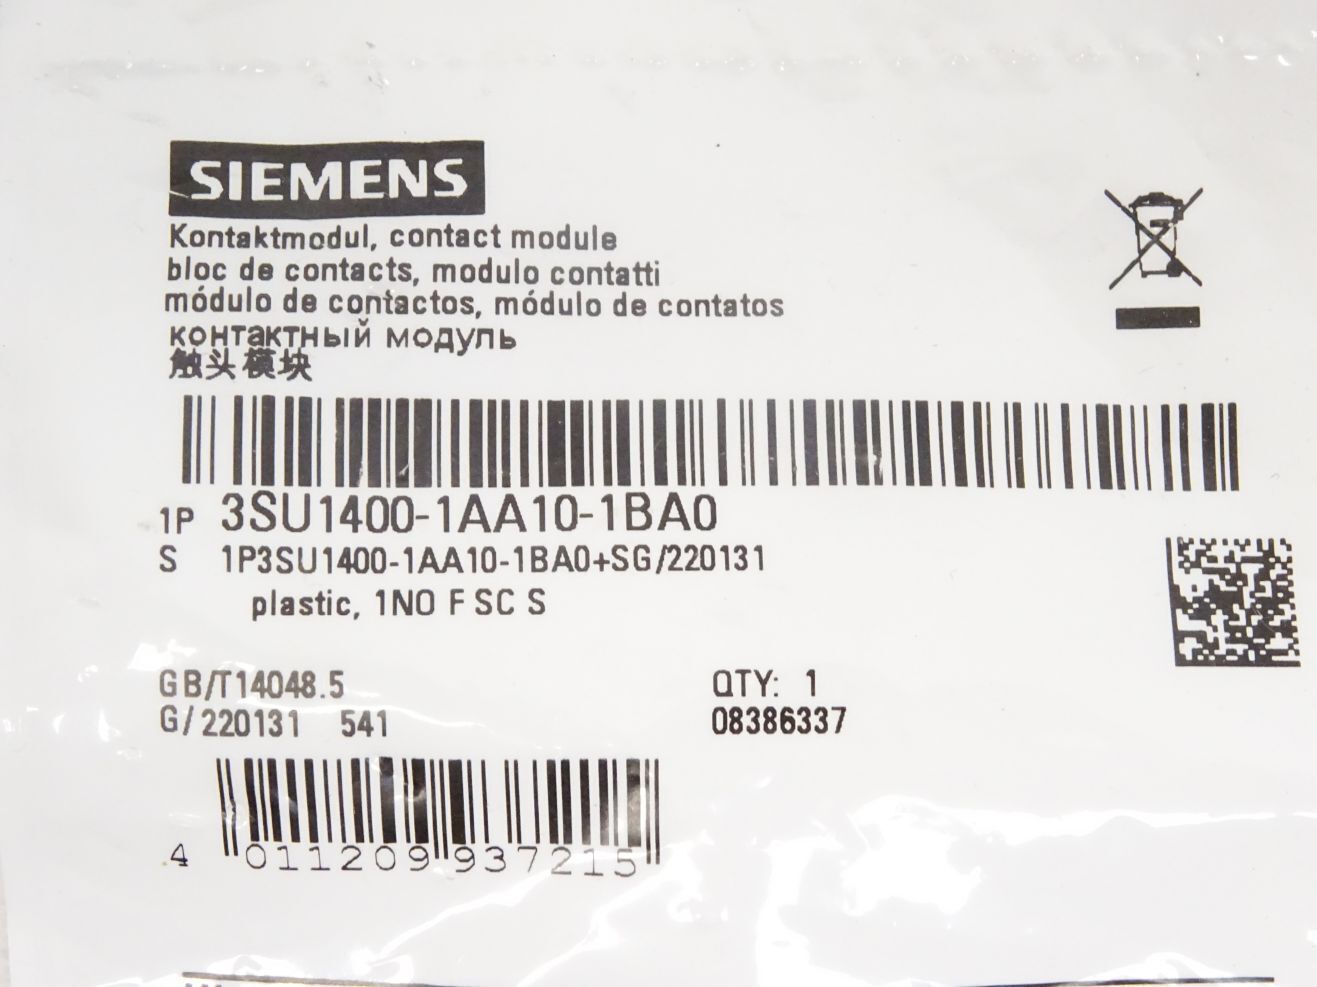 SIEMENS
Kontaktmodul, contact module
bloc de contacts, modulo contatti
módulo de contactos, módulo de contatos
контактный модуль
触头模块
1P 3SU1400-1AA10-1BA0
S 1P3SU1400-1AA10-1BA0+SG/220131
plastic, 1NO F SC S
GB/T14048.5 QTY: 1
G/220131 541 08386337
4 011209 937215